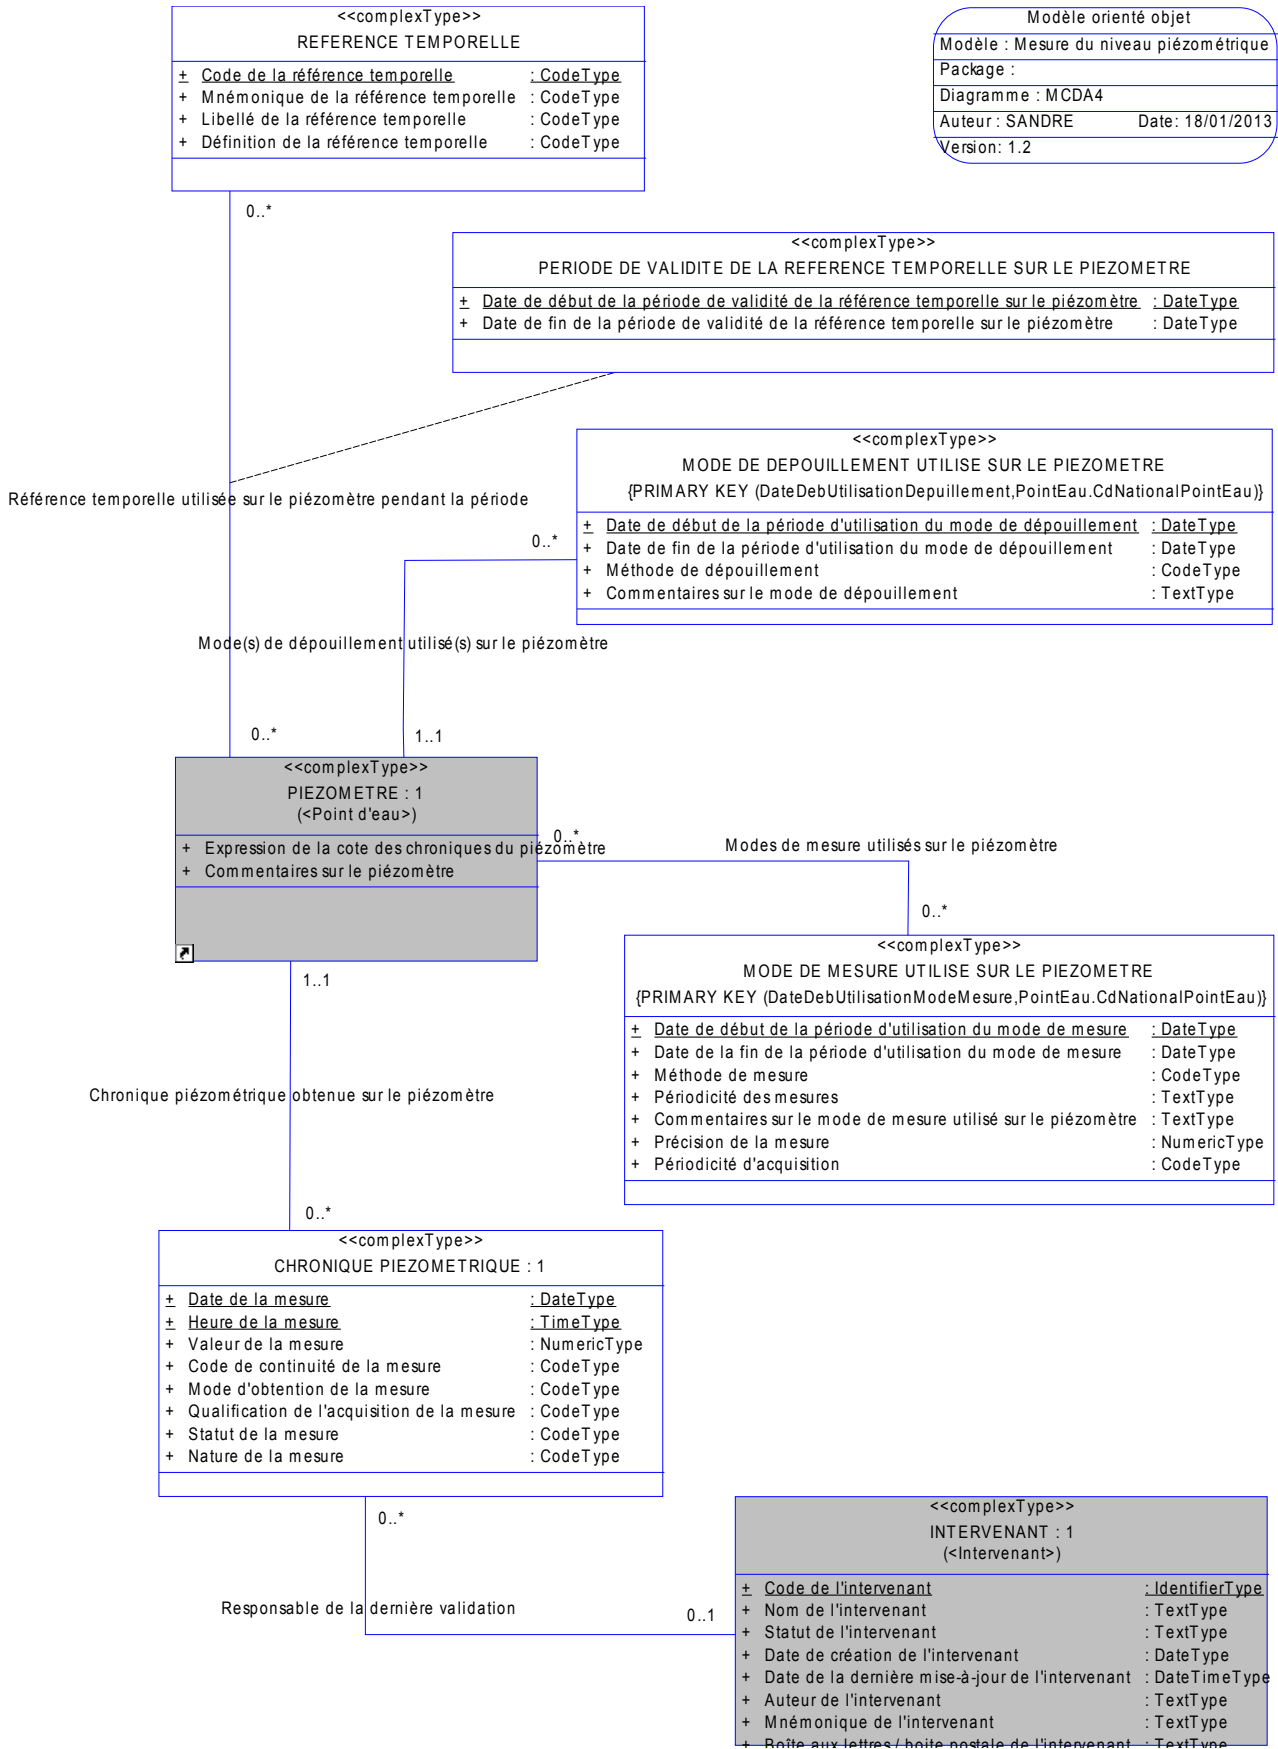 <<complexType>>
REFERENCE TEMPORELLE
+ Code de la référence temporelle : CodeType
+ Mnémonique de la référence temporelle : CodeType
+ Libellé de la référence temporelle : CodeType
+ Définition de la référence temporelle : CodeType
Modèle orienté objet
Modèle : Mesure du niveau piézométrique
Package :
Diagramme : MCDA4
Auteur : SANDRE Date: 18/01/2013
Version: 1.2
0..*
<<complexType>>
PERIODE DE VALIDITE DE LA REFERENCE TEMPORELLE SUR LE PIEZOMETRE
+ Date de début de la période de validité de la référence temporelle sur le piézomètre : DateType
+ Date de fin de la période de validité de la référence temporelle sur le piézomètre : DateType
Référence temporelle utilisée sur le piézomètre pendant la période
<<complexType>>
MODE DE DEPOUILLEMENT UTILISE SUR LE PIEZOMETRE
{PRIMARY KEY (DateDebUtilisationDepuillement,PointEau.CdNationalPointEau)}
+ Date de début de la période d'utilisation du mode de dépouillement : DateType
+ Date de fin de la période d'utilisation du mode de dépouillement : DateType
+ Méthode de dépouillement : CodeType
+ Commentaires sur le mode de dépouillement : TextType
0..*
Mode(s) de dépouillement utilisé(s) sur le piézomètre
0..*
1..1
<<complexType>>
PIEZOMETRE : 1
(<Point d'eau>)
+ Expression de la cote des chroniques du piézomètre
+ Commentaires sur le piézomètre
0..*
Modes de mesure utilisés sur le piézomètre
0..*
<<complexType>>
MODE DE MESURE UTILISE SUR LE PIEZOMETRE
{PRIMARY KEY (DateDebUtilisationModeMesure,PointEau.CdNationalPointEau)}
+ Date de début de la période d'utilisation du mode de mesure : DateType
+ Date de la fin de la période d'utilisation du mode de mesure : DateType
+ Méthode de mesure : CodeType
+ Périodicité des mesures : TextType
+ Commentaires sur le mode de mesure utilisé sur le piézomètre : TextType
+ Précision de la mesure : NumericType
+ Périodicité d'acquisition : CodeType
1..1
Chronique piézométrique obtenue sur le piézomètre
0..*
<<complexType>>
CHRONIQUE PIEZOMETRIQUE : 1
+ Date de la mesure : DateType
+ Heure de la mesure : TimeType
+ Valeur de la mesure : NumericType
+ Code de continuité de la mesure : CodeType
+ Mode d'obtention de la mesure : CodeType
+ Qualification de l'acquisition de la mesure : CodeType
+ Statut de la mesure : CodeType
+ Nature de la mesure : CodeType
0..*
Responsable de la dernière validation
0..1
<<complexType>>
INTERVENANT : 1
(<Intervenant>)
+ Code de l'intervenant : IdentifierType
+ Nom de l'intervenant : TextType
+ Statut de l'intervenant : TextType
+ Date de création de l'intervenant : DateType
+ Date de la dernière mise-à-jour de l'intervenant : DateTimeType
+ Auteur de l'intervenant : TextType
+ Mnémonique de l'intervenant : TextType
+ Boîte aux lettres / boite postale de l'intervenant : TextType